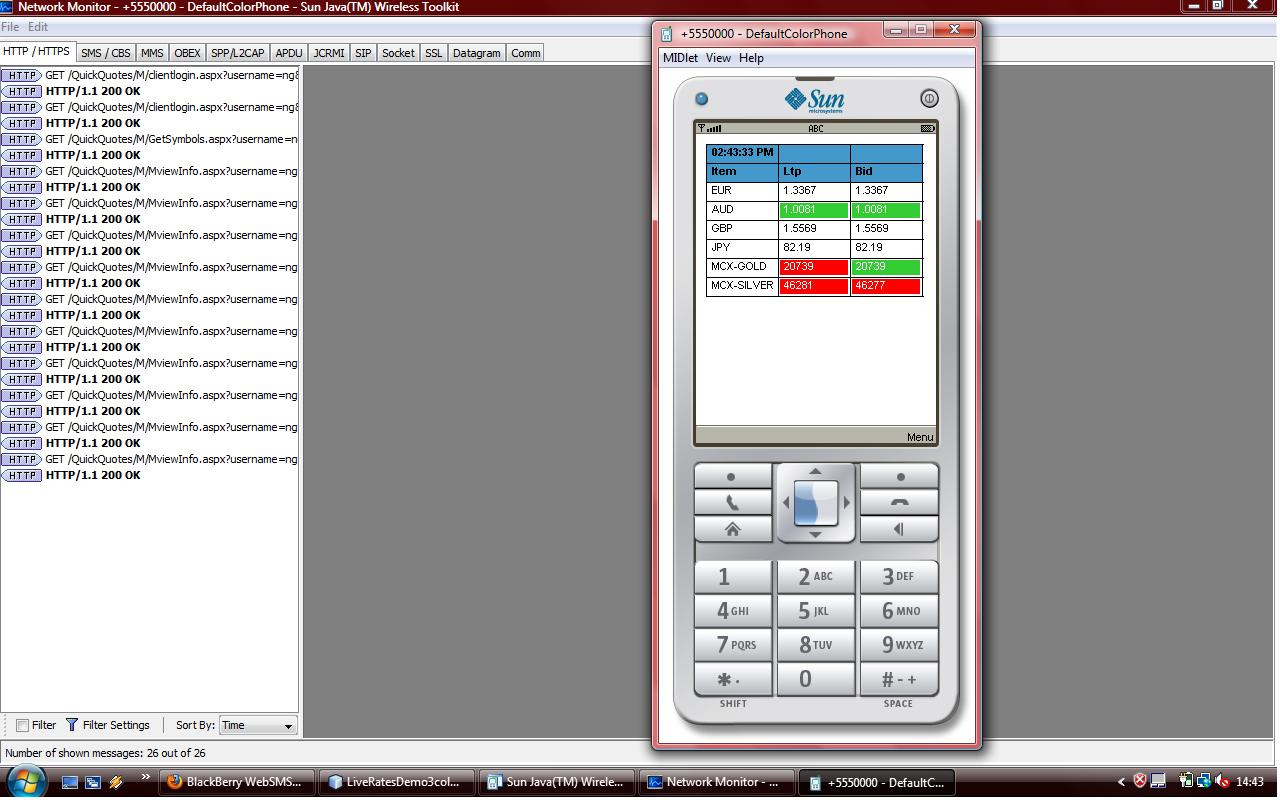 Network Monitor - +5550000 - DefaultColorPhone - Sun Java(TM) Wireless Toolkit
File Edit
HTTP / HTTPS SMS / CBS MMS OBEX SPP/L2CAP APDU JCRMI SIP Socket SSL Datagram Comm
HTTP GET /QuickQuotes/M/clientlogin.aspx?username=ng&
HTTP HTTP/1.1 200 OK
HTTP GET /QuickQuotes/M/clientlogin.aspx?username=ng&
HTTP HTTP/1.1 200 OK
HTTP GET /QuickQuotes/M/GetSymbols.aspx?username=n
HTTP HTTP/1.1 200 OK
HTTP GET /QuickQuotes/M/MviewInfo.aspx?username=ng
HTTP HTTP/1.1 200 OK
HTTP GET /QuickQuotes/M/MviewInfo.aspx?username=ng
HTTP HTTP/1.1 200 OK
HTTP GET /QuickQuotes/M/MviewInfo.aspx?username=ng
HTTP HTTP/1.1 200 OK
HTTP GET /QuickQuotes/M/MviewInfo.aspx?username=ng
HTTP HTTP/1.1 200 OK
HTTP GET /QuickQuotes/M/MviewInfo.aspx?username=ng
HTTP HTTP/1.1 200 OK
HTTP GET /QuickQuotes/M/MviewInfo.aspx?username=ng
HTTP HTTP/1.1 200 OK
HTTP GET /QuickQuotes/M/MviewInfo.aspx?username=ng
HTTP HTTP/1.1 200 OK
HTTP GET /QuickQuotes/M/MviewInfo.aspx?username=ng
HTTP HTTP/1.1 200 OK
HTTP GET /QuickQuotes/M/MviewInfo.aspx?username=ng
HTTP HTTP/1.1 200 OK
HTTP GET /QuickQuotes/M/MviewInfo.aspx?username=ng
HTTP HTTP/1.1 200 OK
Filter Filter Settings Sort By: Time
Number of shown messages: 26 out of 26
+5550000 - DefaultColorPhone
MIDlet View Help
Sun
microsystems
ABC
02:43:33 PM
Item Ltp Bid
EUR 1.3367 1.3367
AUD 1.0081 1.0081
GBP 1.5569 1.5569
JPY 82.19 82.19
MCX-GOLD 20739 20739
MCX-SILVER 46281 46277
Menu
1 2 ABC 3 DEF
4 GHI 5 JKL 6 MNO
7 PQRS 8 TUV 9 WXYZ
* · 0 # - +
SHIFT SPACE
BlackBerry WebSMS... LiveRatesDemo3col... Sun Java(TM) Wirele... Network Monitor - ... +5550000 - DefaultC... 14:43